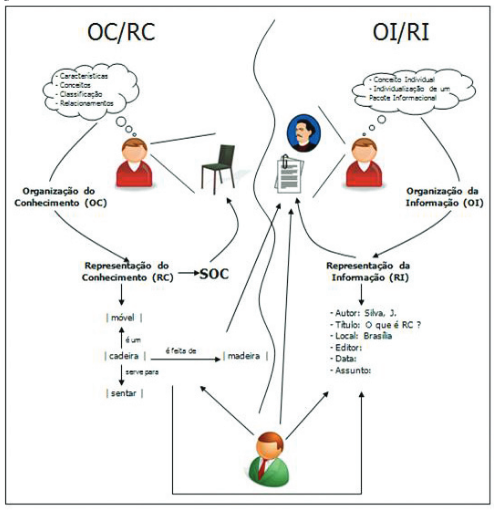 OC/RC
OI/RI
- Características
- Conceitos
- Classificação
- Relacionamentos
- Conceito Individual
- Individualização de um
Pacote Informacional
Organização do
Conhecimento (OC)
Organização da
Informação (OI)
Representação do
Conhecimento (RC)
SOC
Representação da
Informação (RI)
| móvel |
é um
| cadeira |
é feita de
| madeira |
serve para
| sentar |
- Autor: Silva, J.
- Título: O que é RC ?
- Local: Brasília
- Editor:
- Data:
- Assunto: